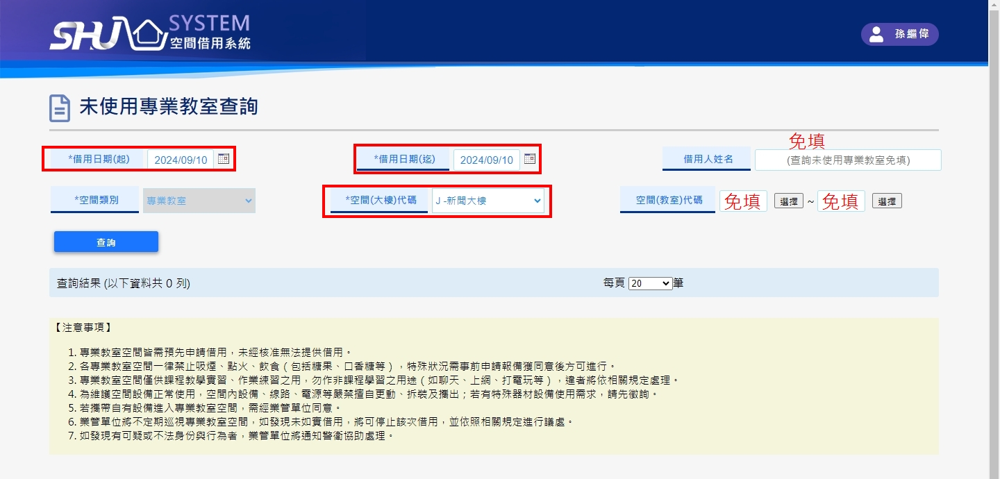 SHU SYSTEM
空間借用系統
孫繼偉
未使用專業教室查詢
免填
*借用日期(起) 2024/09/10 *借用日期(迄) 2024/09/10 借用人姓名 (查詢未使用專業教室免填)
*空間類別 專業教室 *空間(大樓)代碼 J -新聞大樓 空間(教室)代碼 免填 選擇 ~ 免填 選擇
查詢
查詢結果 (以下資料共 0 列) 每頁 20 筆
【注意事項】
1. 專業教室空間皆需預先申請借用，未經核准無法提供借用。
2. 各專業教室空間一律禁止吸煙、點火、飲食（包括糖果、口香糖等），特殊狀況需事前申請報備獲同意後方可進行。
3. 專業教室空間僅供課程教學實習、作業練習之用，勿作非課程學習之用途（如聊天、上網、打電玩等），違者將依相關規定處理。
4. 為維護空間設備正常使用，空間內設備、線路、電源等嚴禁擅自更動、拆裝及攜出；若有特殊器材設備使用需求，請先徵詢。
5. 若攜帶自有設備進入專業教室空間，需經業管單位同意。
6. 業管單位將不定期巡視專業教室空間，如發現未如實借用，將可停止該次借用，並依照相關規定進行議處。
7. 如發現有可疑或不法身份與行為者，業管單位將通知警衛協助處理。